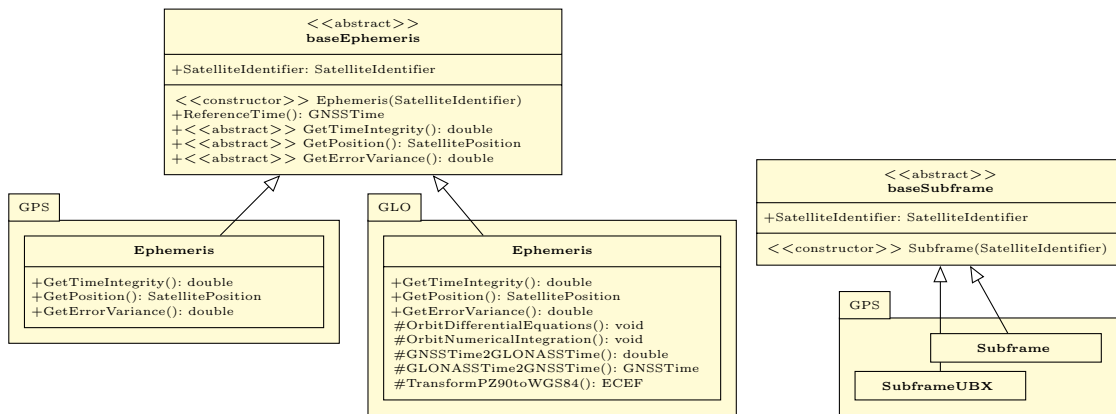 <<abstract>>
baseEphemeris
+SatelliteIdentifier: SatelliteIdentifier
<<constructor>> Ephemeris(SatelliteIdentifier)
+ReferenceTime(): GNSSTime
+<<abstract>> GetTimeIntegrity(): double
+<<abstract>> GetPosition(): SatellitePosition
+<<abstract>> GetErrorVariance(): double
GPS
Ephemeris
+GetTimeIntegrity(): double
+GetPosition(): SatellitePosition
+GetErrorVariance(): double
GLO
Ephemeris
+GetTimeIntegrity(): double
+GetPosition(): SatellitePosition
+GetErrorVariance(): double
#OrbitDifferentialEquations(): void
#OrbitNumericalIntegration(): void
#GNSSTime2GLONASSTime(): double
#GLONASSTime2GNSSTime(): GNSSTime
#TransformPZ90toWGS84(): ECEF
<<abstract>>
baseSubframe
+SatelliteIdentifier: SatelliteIdentifier
<<constructor>> Subframe(SatelliteIdentifier)
GPS
Subframe
SubframeUBX